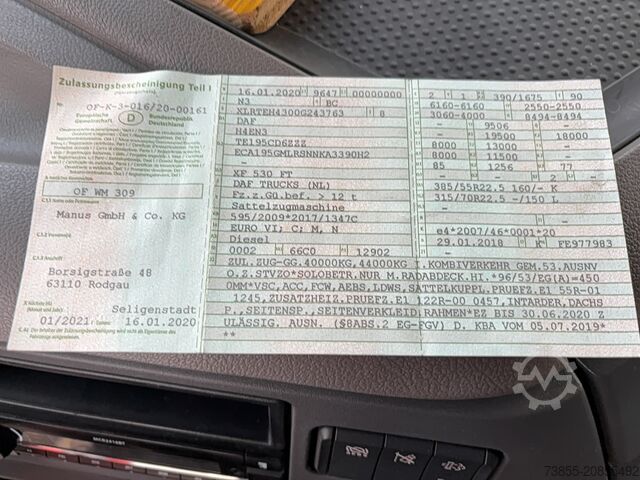 Zulassungsbescheinigung Teil I
OF-K-3-016/20-00161
Europäische Gemeinschaft
D
Bundesrepublik Deutschland
OF WM 309
Manus GmbH & Co. KG
Borsigstraße 48
63110 Rodgau
Seligenstadt
01/2021
16.01.2020
16.01.2020 9647 00000000
N3 BC
XLRTEH4300G243763 8
DAF
H4EN3
TE195CD6ZZZ
ECA195GMLRSNNKA3390H2
-
XF 530 FT
DAF TRUCKS (NL)
Fz.z.Gü.bef. > 12 t
Sattelzugmaschine
595/2009*2017/1347C
EURO VI; C; M, N
Diesel
0002 66C0 12902
2 1 390/1675 90
6160-6160 2550-2550
3060-4000 8494-8494
- 9506 -
- 7500 18000
8000 13000 -
8000 11500 -
85 1256 77
- - 2 -
385/55R22.5 160/- K
315/70R22.5 -/150 L
-
e4*2007/46*0001*20
29.01.2018 K FE977983
ZUL.ZUG-GG.40000KG,44000KG I.KOMBIVERKEHR GEM.53.AUSNV
O.Z.STVZO*SOLOBETR.NUR M.RADABDECK.HI.*96/53/EG(A)=450
0MM*VSC,ACC,FCW,AEBS,LDWS,SATTELKUPPL.PRUEFZ.E1 55R-01
1245,ZUSATZHEIZ.PRUEFZ.E1 122R-00 0457,INTARDER,DACHS
P.,SEITENSP.,SEITENVERKLEID,RAHMEN*EZ BIS 30.06.2020 Z
ULÄSSIG. AUSN. (§8ABS.2 EG-FGV) D. KBA VOM 05.07.2019*
**
73855-20855492